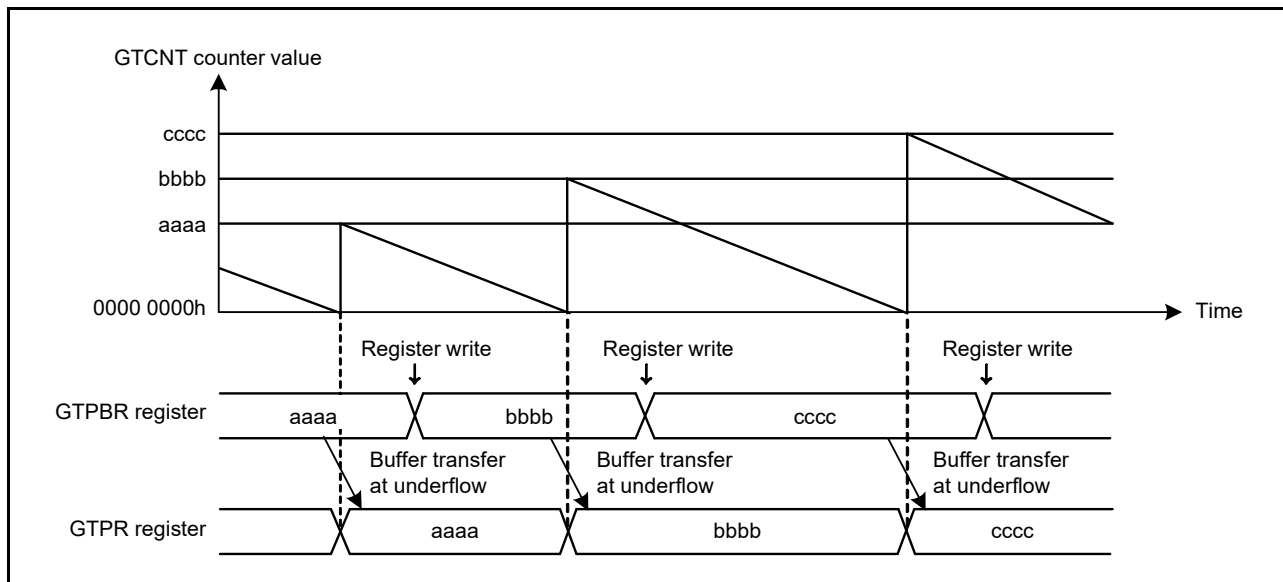 GTCNT counter value
cccc
bbbb
aaaa
0000 0000h
Time
Register write
Register write
Register write
GTPBR register
aaaa
bbbb
cccc
Buffer transfer
at underflow
Buffer transfer
at underflow
Buffer transfer
at underflow
GTPR register
aaaa
bbbb
cccc